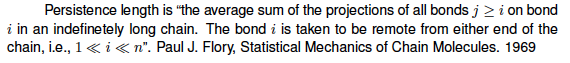 Persistence length is “the average sum of the projections of all bonds j ≥ i on bond
i in an indefinetely long chain. The bond i is taken to be remote from either end of the
chain, i.e., 1 ≪ i ≪ n”. Paul J. Flory, Statistical Mechanics of Chain Molecules. 1969